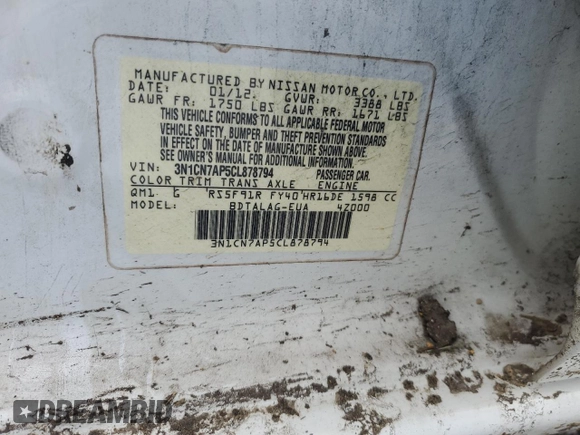 MANUFACTURED BY NISSAN MOTOR CO., LTD.
DATE: 01/12 GVWR: 3388 LBS
GAWR FR: 1750 LBS GAWR RR: 1671 LBS
THIS VEHICLE CONFORMS TO ALL APPLICABLE FEDERAL MOTOR
VEHICLE SAFETY, BUMPER AND THEFT PREVENTION STANDARDS
IN EFFECT ON THE DATE OF MANUFACTURE SHOWN ABOVE.
SEE OWNER'S MANUAL FOR ADDITIONAL INFORMATION.
VIN: 3N1CN7AP5CL878794 PASSENGER CAR.
COLOR TRIM TRANS AXLE ENGINE
QM1 G RS5F91R FY40 HR16DE 1598 CC
MODEL: BDTALAG-EUA 42000
3N1CN7AP5CL878794
DREAMBID